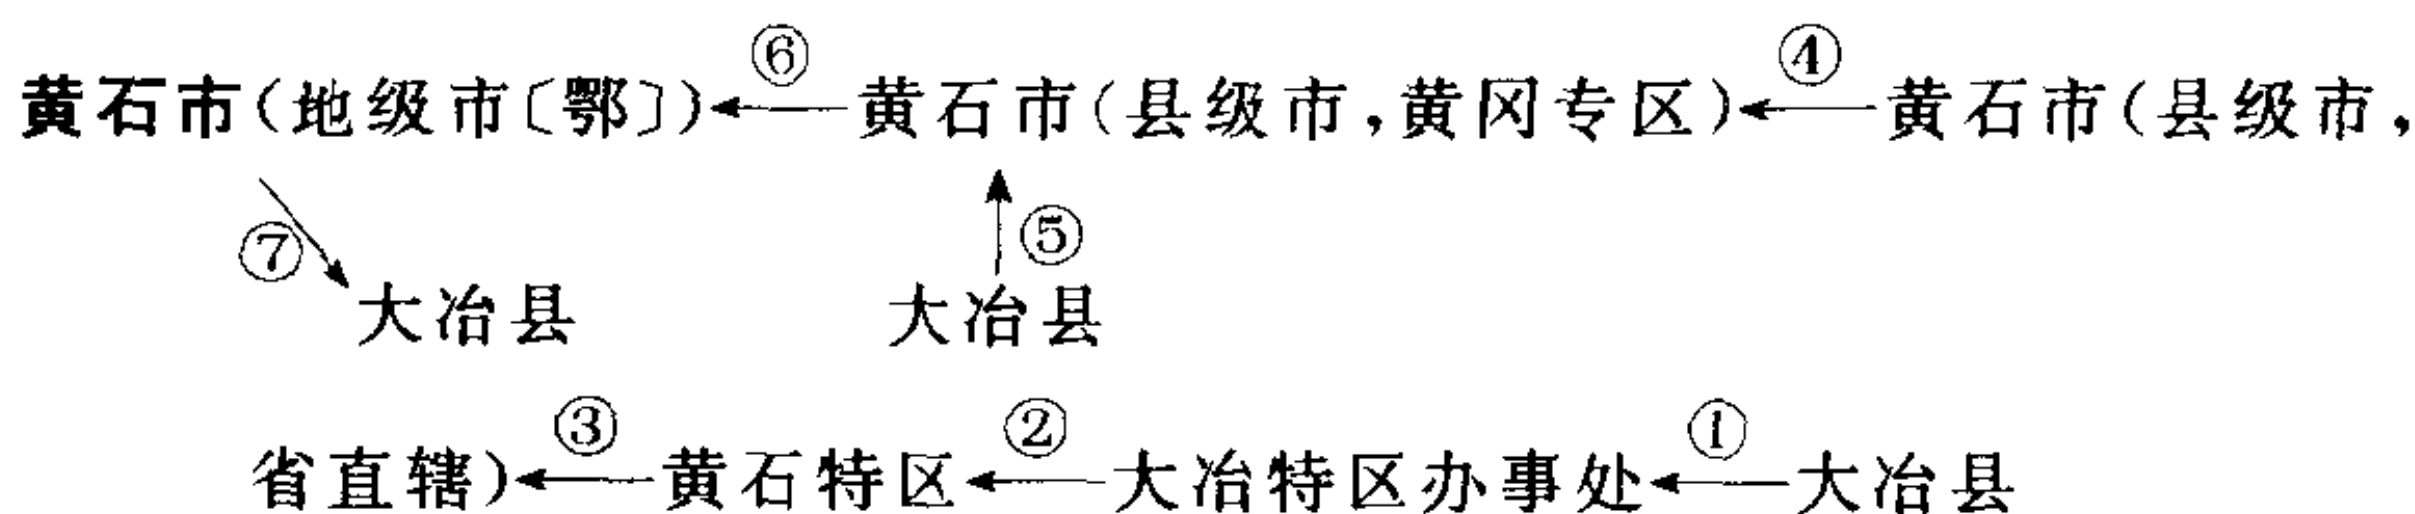 ⑥ ④
黄石市(地级市〔鄂〕)←黄石市(县级市,黄冈专区)←黄石市(县级市,
⑦ ⑤
大冶县 大冶县
③ ② ①
省直辖)←黄石特区←大冶特区办事处←大冶县